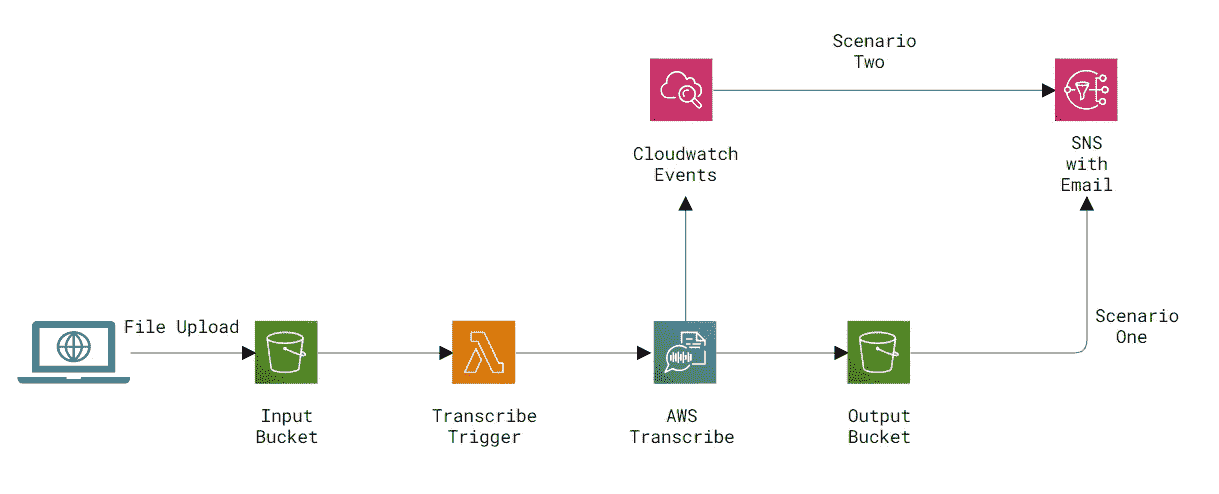 Scenario
Two
Cloudwatch
Events
SNS
with
Email
File Upload
Scenario
One
Input
Bucket
Transcribe
Trigger
AWS
Transcribe
Output
Bucket